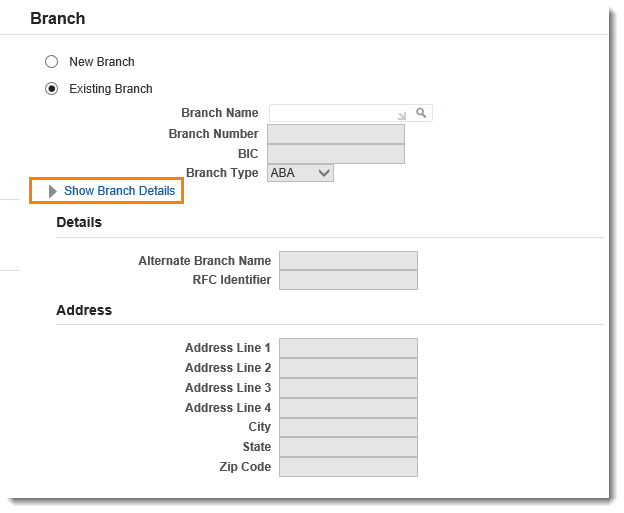 Branch
New Branch
Existing Branch
Branch Name
Branch Number
BIC
Branch Type ABA
Show Branch Details
Details
Alternate Branch Name
RFC Identifier
Address
Address Line 1
Address Line 2
Address Line 3
Address Line 4
City
State
Zip Code